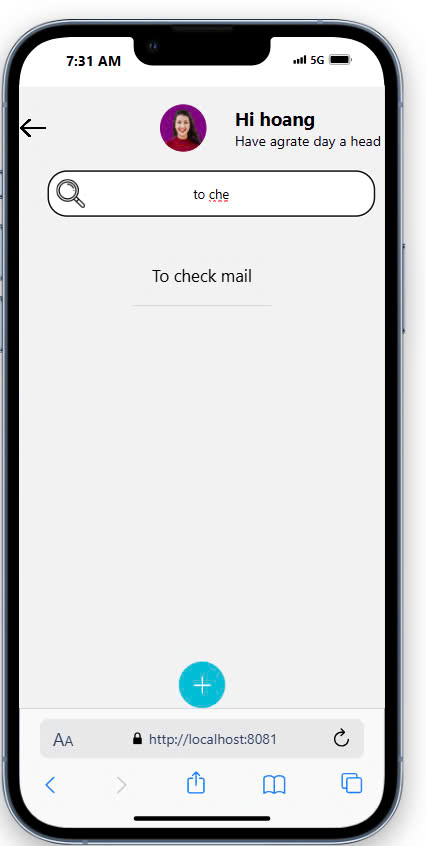 7:31 AM
5G
Hi hoang
Have agrate day a head
to che
To check mail
AA
http://localhost:8081